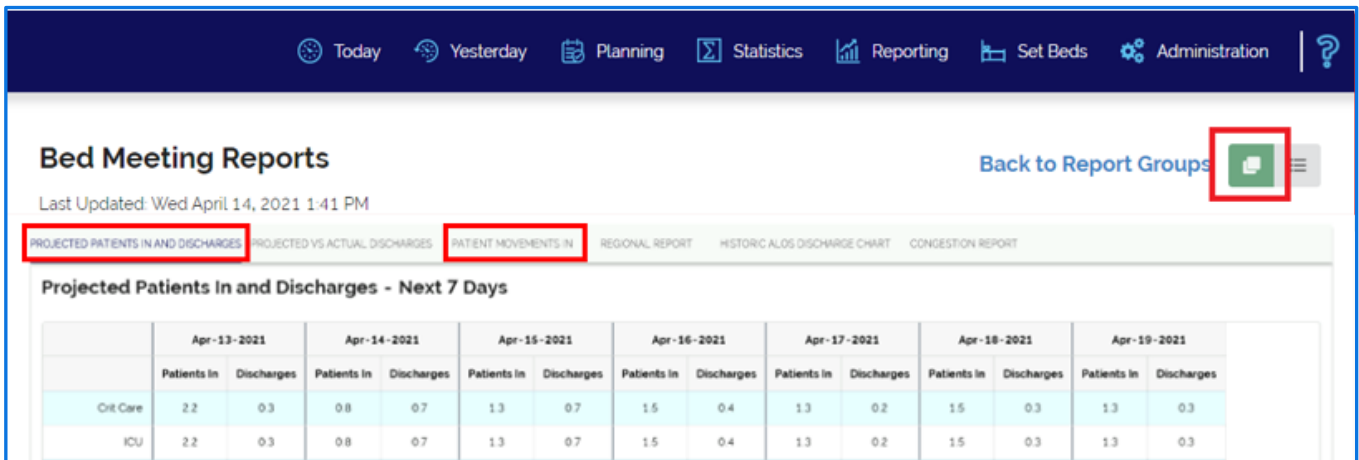 Today Yesterday Planning Statistics Reporting Set Beds Administration ?
Bed Meeting Reports
Back to Report Groups
Last Updated: Wed April 14, 2021 1:41 PM
PROJECTED PATIENTS IN AND DISCHARGES PROJECTED VS ACTUAL DISCHARGES PATIENT MOVEMENTS IN REGIONAL REPORT HISTORIC ALOS DISCHARGE CHART CONGESTION REPORT
Projected Patients In and Discharges - Next 7 Days
Apr-13-2021 Apr-14-2021 Apr-15-2021 Apr-16-2021 Apr-17-2021 Apr-18-2021 Apr-19-2021
Patients In Discharges Patients In Discharges Patients In Discharges Patients In Discharges Patients In Discharges Patients In Discharges Patients In Discharges
Crit Care 2.2 0.3 0.8 0.7 1.3 0.7 1.5 0.4 1.3 0.2 1.5 0.3 1.3 0.3
ICU 2.2 0.3 0.8 0.7 1.3 0.7 1.5 0.4 1.3 0.2 1.5 0.3 1.3 0.3